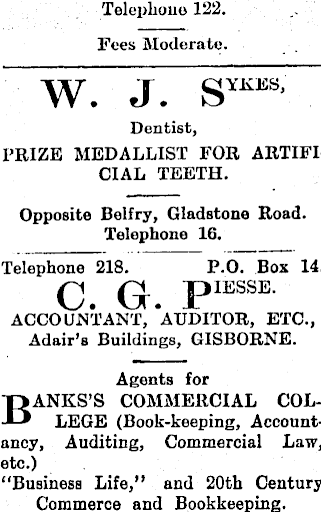 Telephone 122.
Fees Moderate.
W. J. SYKES,
Dentist,
PRIZE MEDALLIST FOR ARTIFI
CIAL TEETH.
Opposite Belfry, Gladstone Road.
Telephone 16.
Telephone 218. P.O. Box 14
C. G. PIESSE.
ACCOUNTANT, AUDITOR, ETC.,
Adair's Buildings, GISBORNE.
Agents for
BANKS'S COMMERCIAL COL-
LEGE (Book-keeping, Account-
ancy, Auditing, Commercial Law,
etc.)
"Business Life," and 20th Century
Commerce and Bookkeeping.